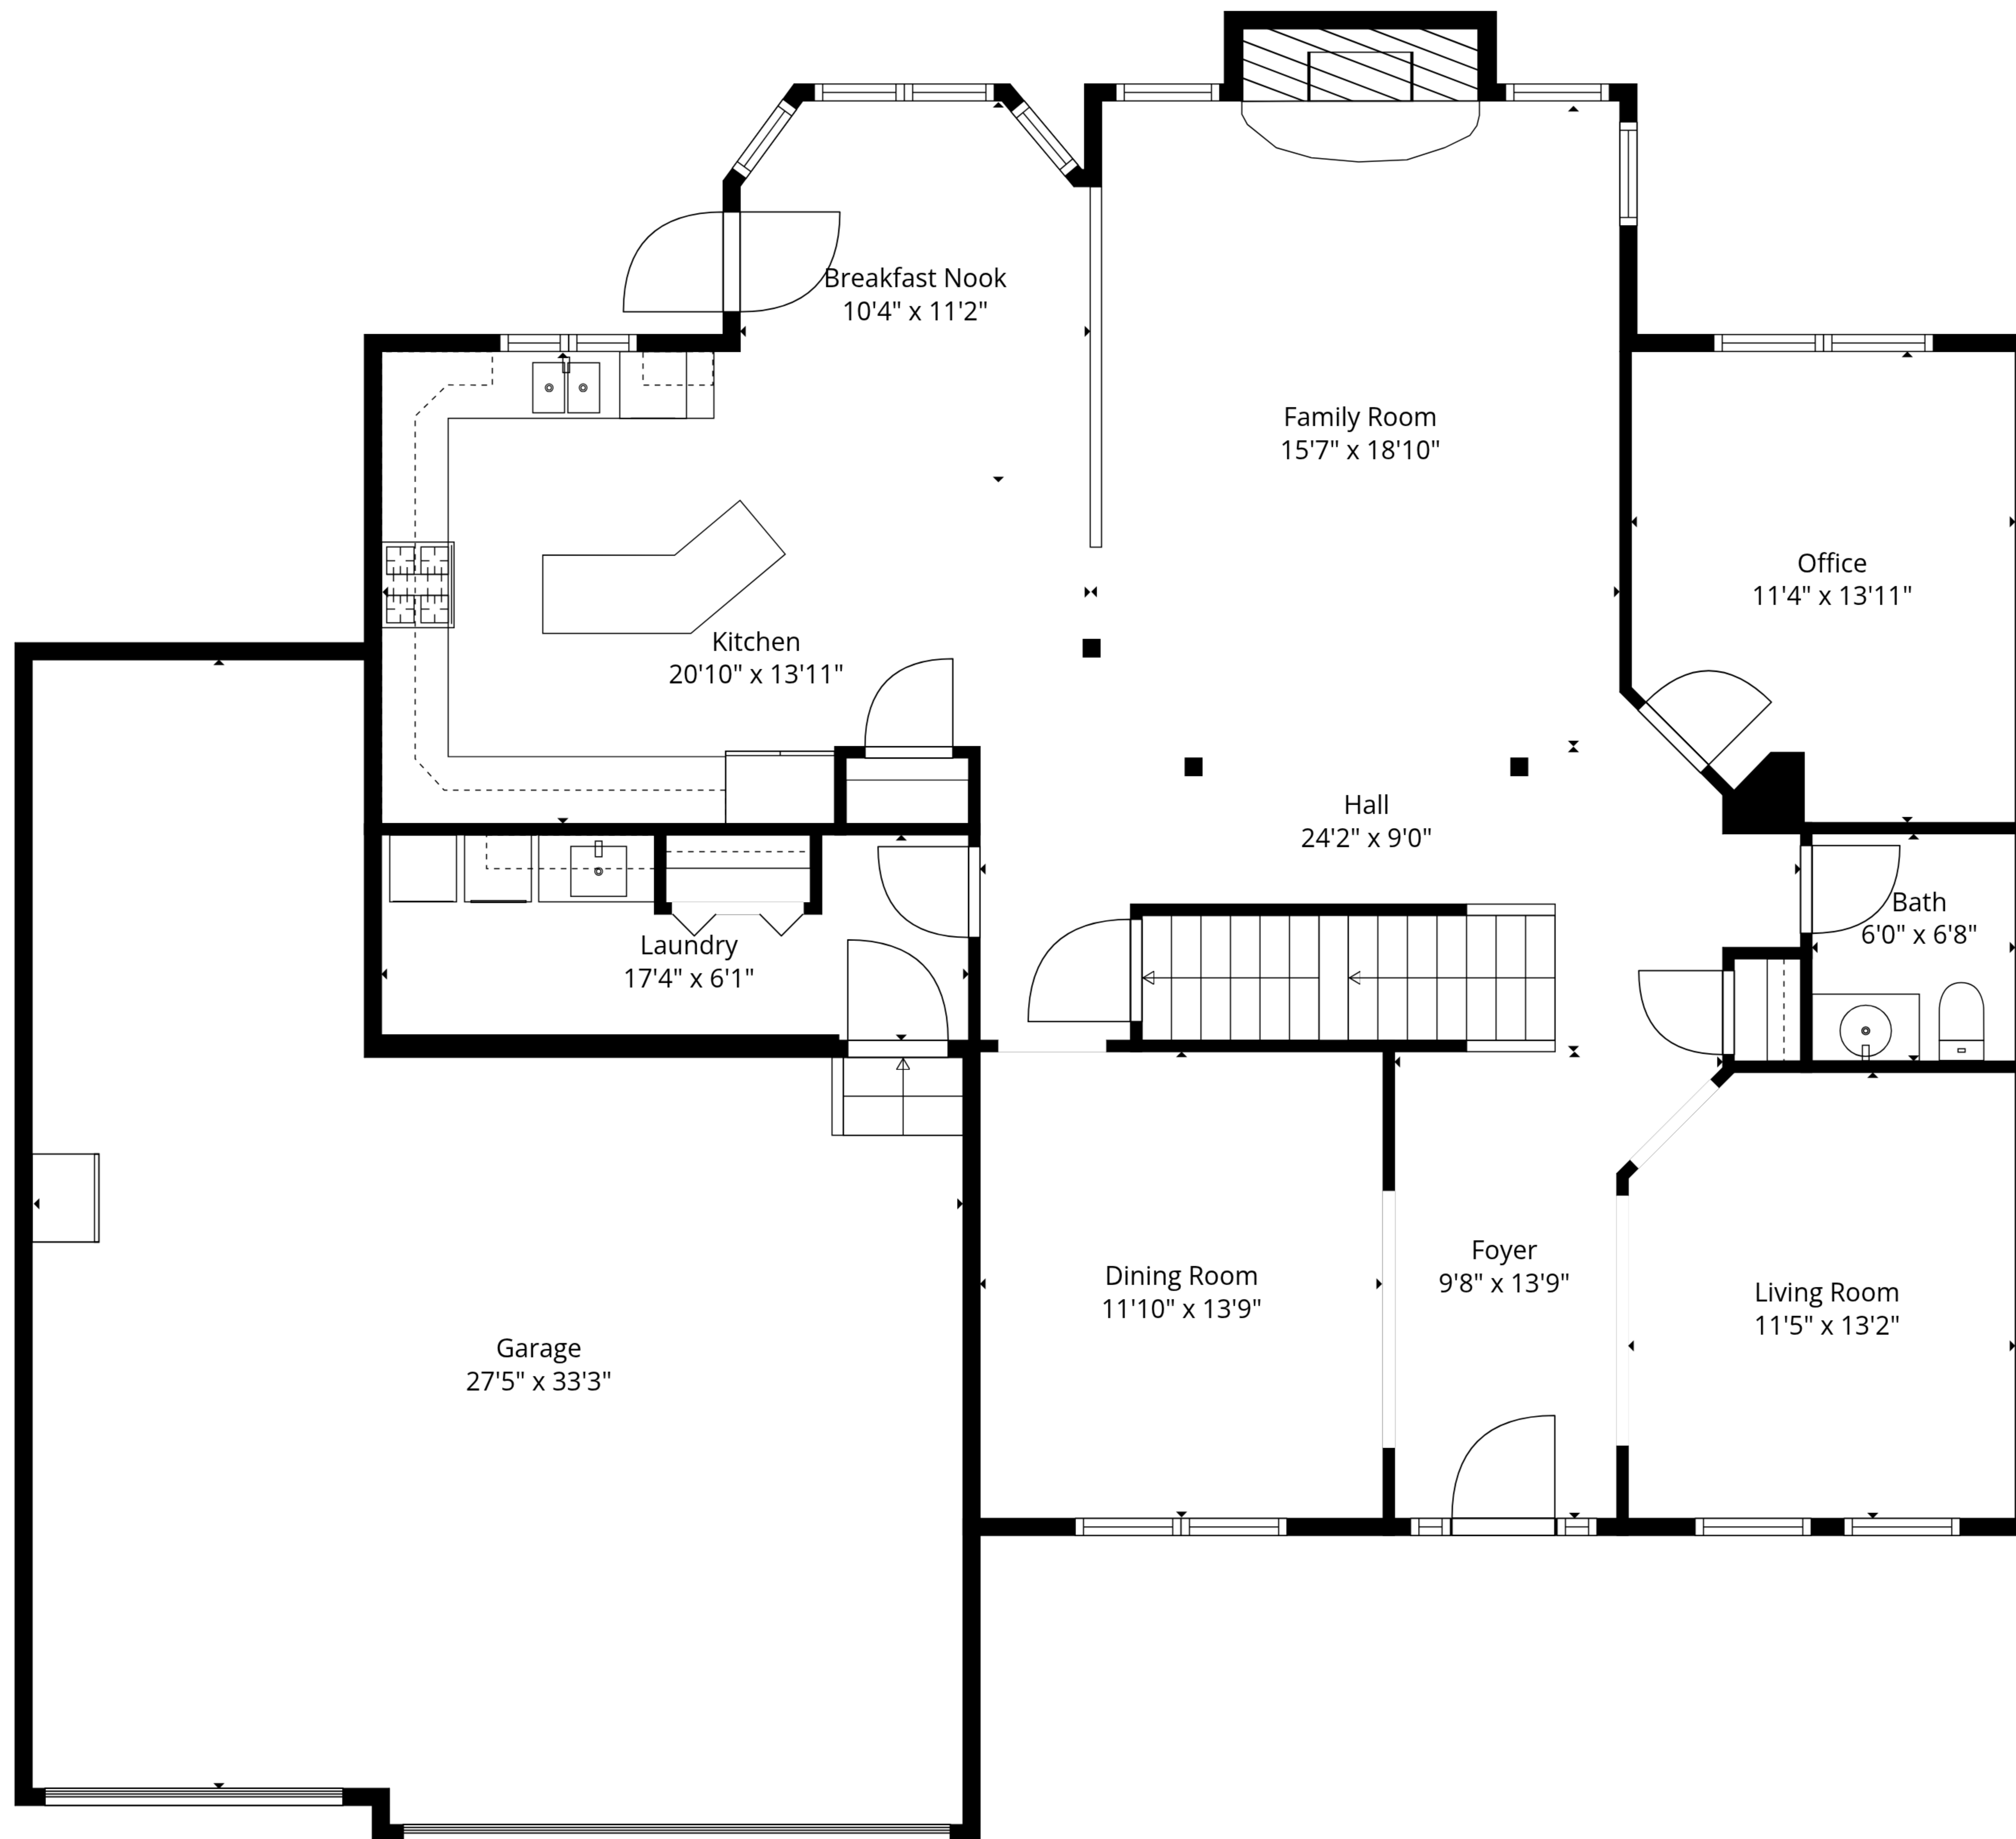 Breakfast Nook
10'4" x 11'2"
Family Room
15'7" x 18'10"
Office
11'4" x 13'11"
Kitchen
20'10" x 13'11"
Hall
24'2" x 9'0"
Bath
6'0" x 6'8"
Laundry
17'4" x 6'1"
Foyer
9'8" x 13'9"
Dining Room
11'10" x 13'9"
Living Room
11'5" x 13'2"
Garage
27'5" x 33'3"